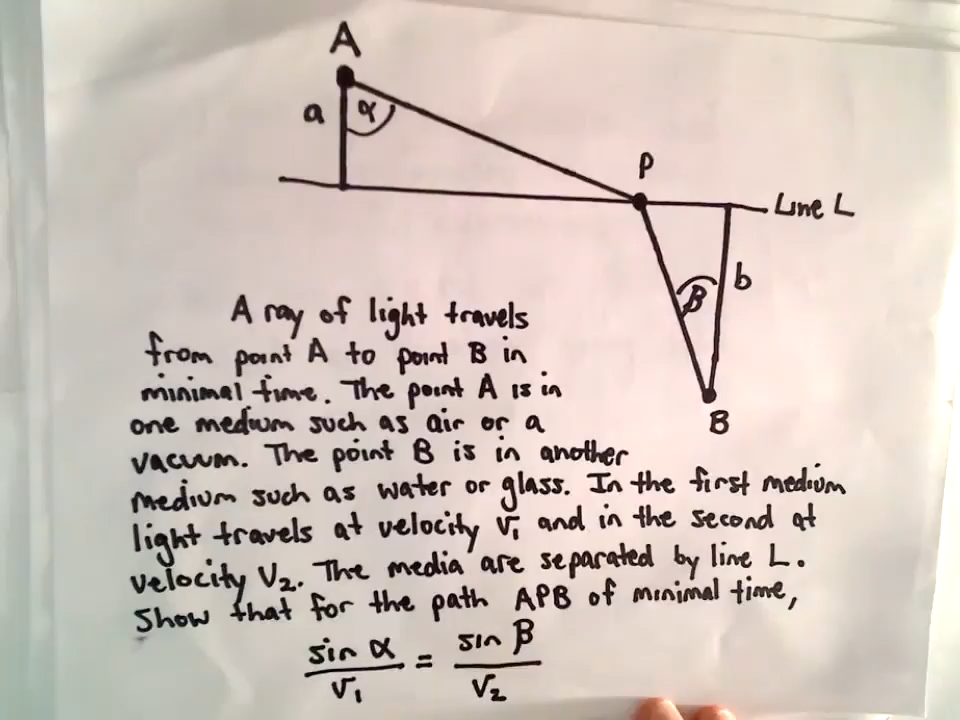 A
a
α
P
Line L
b
β
B
A ray of light travels
from point A to point B in
minimal time. The point A is in
one medium such as air or a
vacuum. The point B is in another
medium such as water or glass. In the first medium
light travels at velocity V₁ and in the second at
velocity V₂. The media are separated by line L.
Show that for the path APB of minimal time,
sin α / V₁ = sin β / V₂